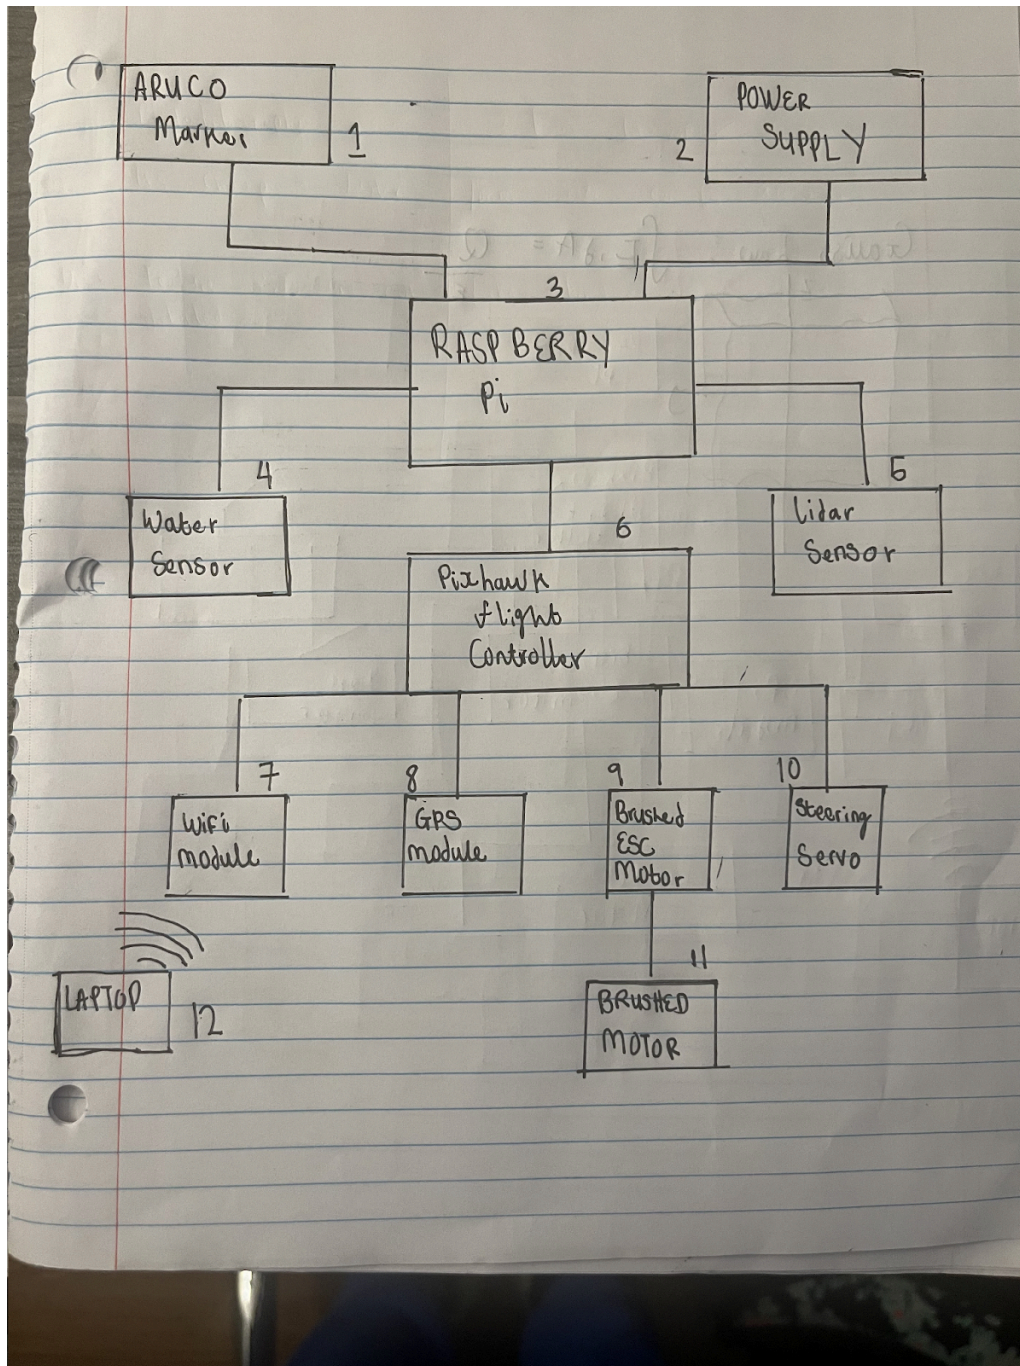 ARUCO
Marker
1
POWER
SUPPLY
2
3
RASPBERRY
Pi
4
Water
Sensor
5
Lidar
Sensor
6
Pixhawk
flight
Controller
7
WiFi
module
8
GPS
module
9
Brushed
ESC
Motor
10
Steering
Servo
11
BRUSHED
MOTOR
LAPTOP
12